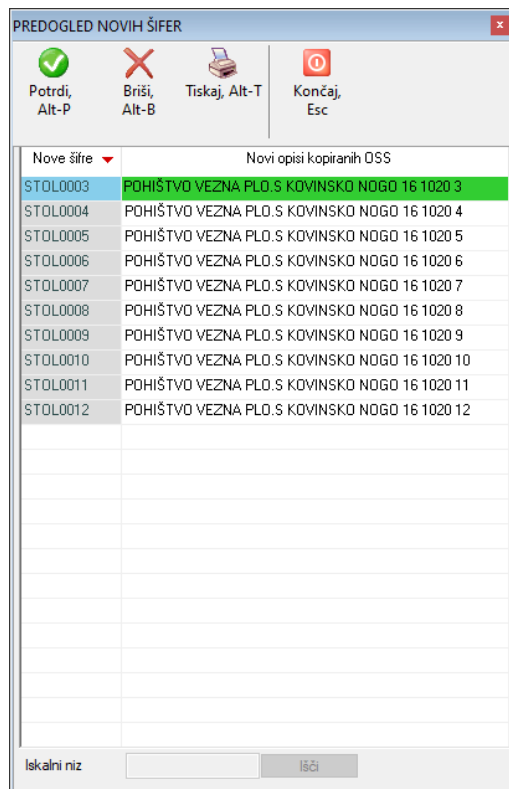 PREDOGLED NOVIH ŠIFER
x
Potrdi, Alt-P
Briši, Alt-B
Tiskaj, Alt-T
Končaj, Esc
Nove šifre
Novi opisi kopiranih OSS
STOL0003 POHIŠTVO VEZNA PLO.S KOVINSKO NOGO 16 1020 3
STOL0004 POHIŠTVO VEZNA PLO.S KOVINSKO NOGO 16 1020 4
STOL0005 POHIŠTVO VEZNA PLO.S KOVINSKO NOGO 16 1020 5
STOL0006 POHIŠTVO VEZNA PLO.S KOVINSKO NOGO 16 1020 6
STOL0007 POHIŠTVO VEZNA PLO.S KOVINSKO NOGO 16 1020 7
STOL0008 POHIŠTVO VEZNA PLO.S KOVINSKO NOGO 16 1020 8
STOL0009 POHIŠTVO VEZNA PLO.S KOVINSKO NOGO 16 1020 9
STOL0010 POHIŠTVO VEZNA PLO.S KOVINSKO NOGO 16 1020 10
STOL0011 POHIŠTVO VEZNA PLO.S KOVINSKO NOGO 16 1020 11
STOL0012 POHIŠTVO VEZNA PLO.S KOVINSKO NOGO 16 1020 12
Iskalni niz
Išči